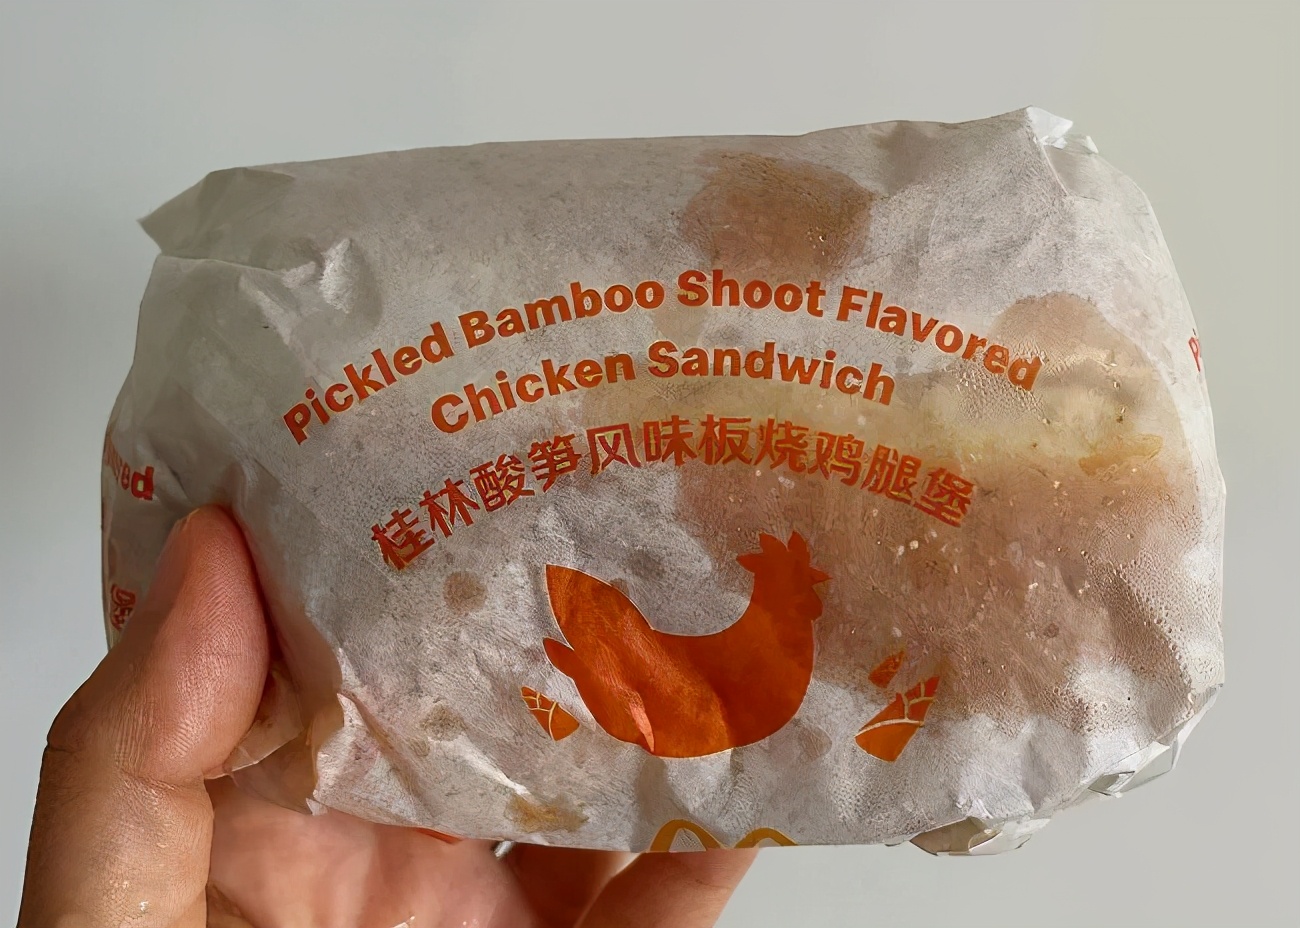 Pickled Bamboo Shoot Flavored
Chicken Sandwich
桂林酸笋风味板烧鸡腿堡